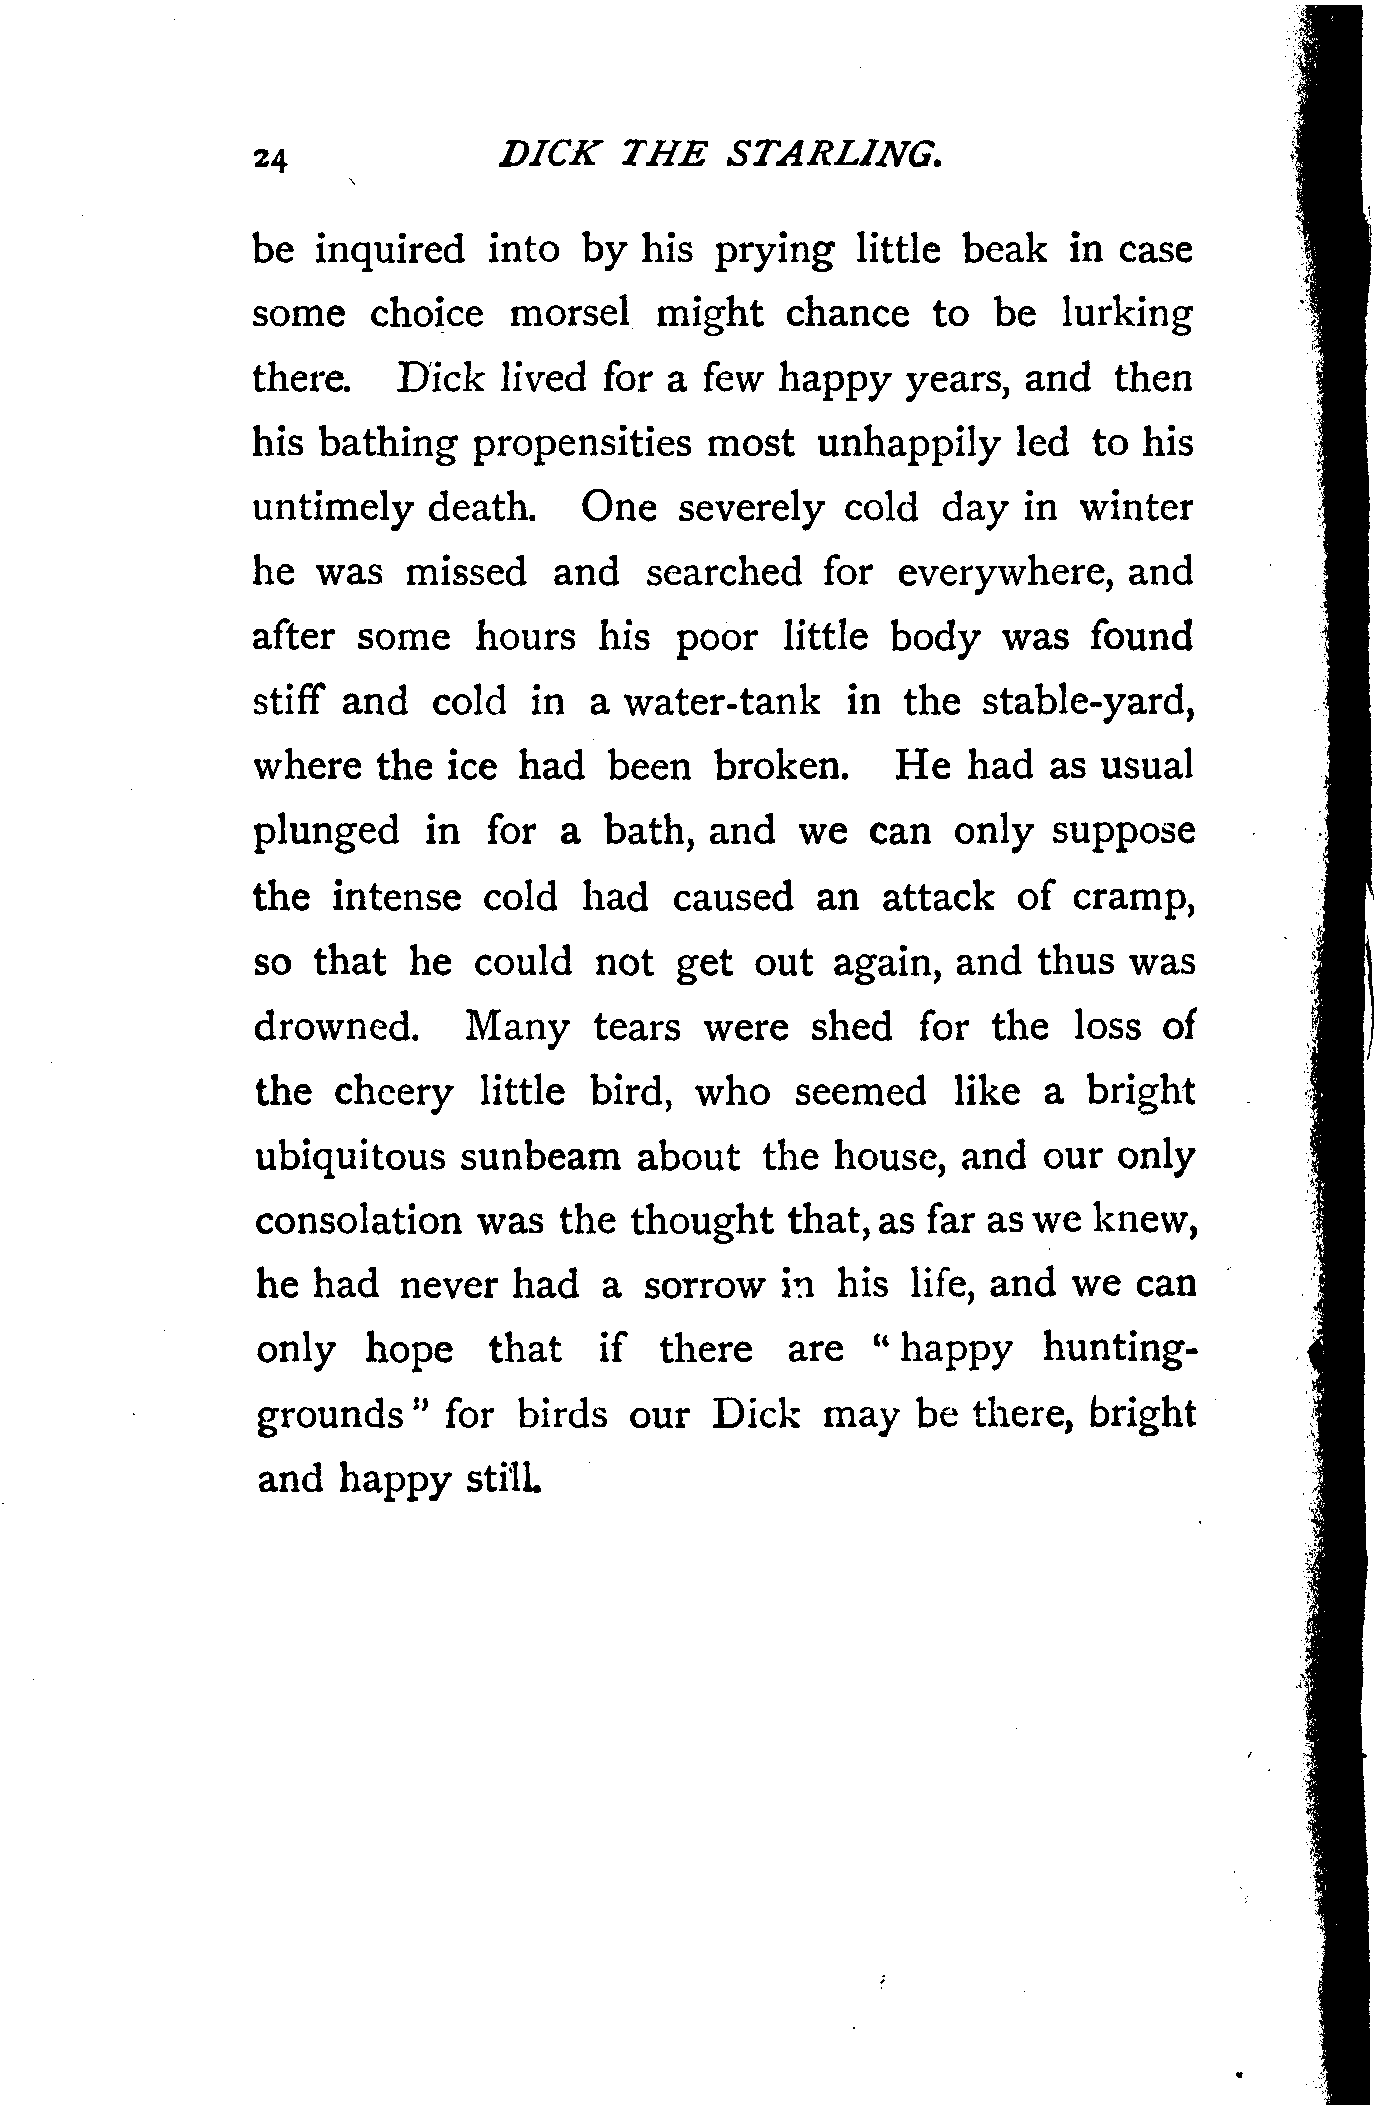 24 DICK THE STARLING.
be inquired into by his prying little beak in case
some choice morsel might chance to be lurking
there. Dick lived for a few happy years, and then
his bathing propensities most unhappily led to his
untimely death. One severely cold day in winter
he was missed and searched for everywhere, and
after some hours his poor little body was found
stiff and cold in a water-tank in the stable-yard,
where the ice had been broken. He had as usual
plunged in for a bath, and we can only suppose
the intense cold had caused an attack of cramp,
so that he could not get out again, and thus was
drowned. Many tears were shed for the loss of
the cheery little bird, who seemed like a bright
ubiquitous sunbeam about the house, and our only
consolation was the thought that, as far as we knew,
he had never had a sorrow in his life, and we can
only hope that if there are “happy hunting-
grounds” for birds our Dick may be there, bright
and happy still.